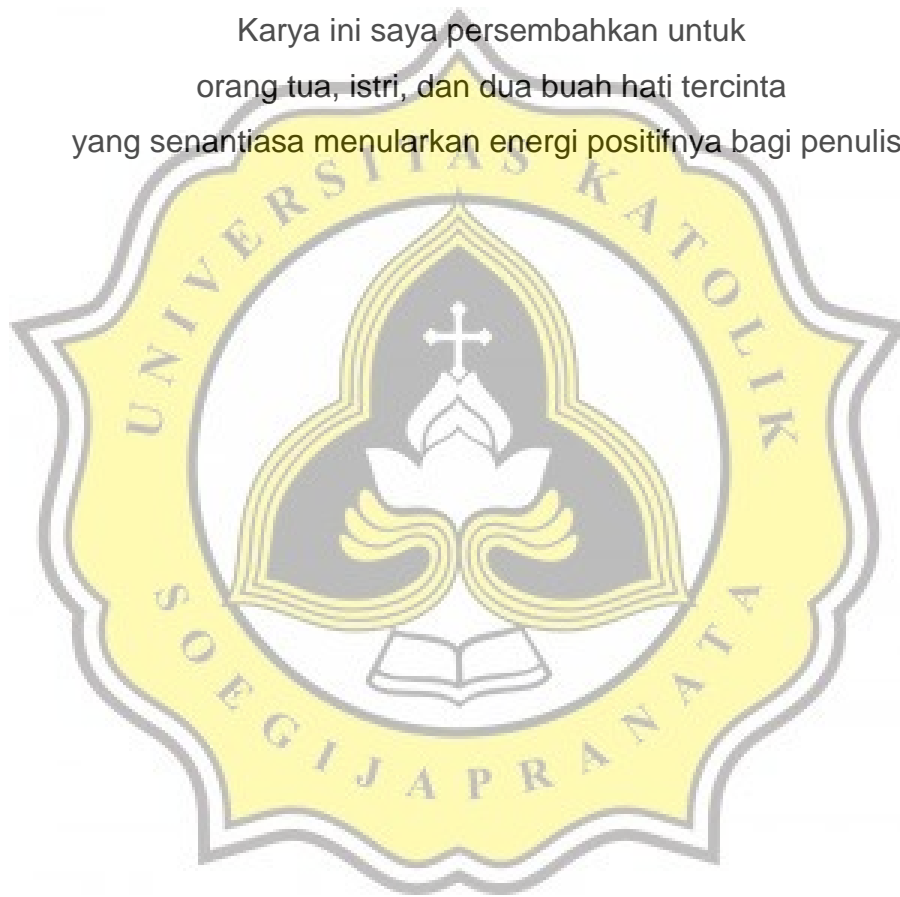 Karya ini saya persembahkan untuk
orang tua, istri, dan dua buah hati tercinta
yang senantiasa menularkan energi positifnya bagi penulis
UNIVERSITAS KATOLIK
SOEGIJAPRANATA